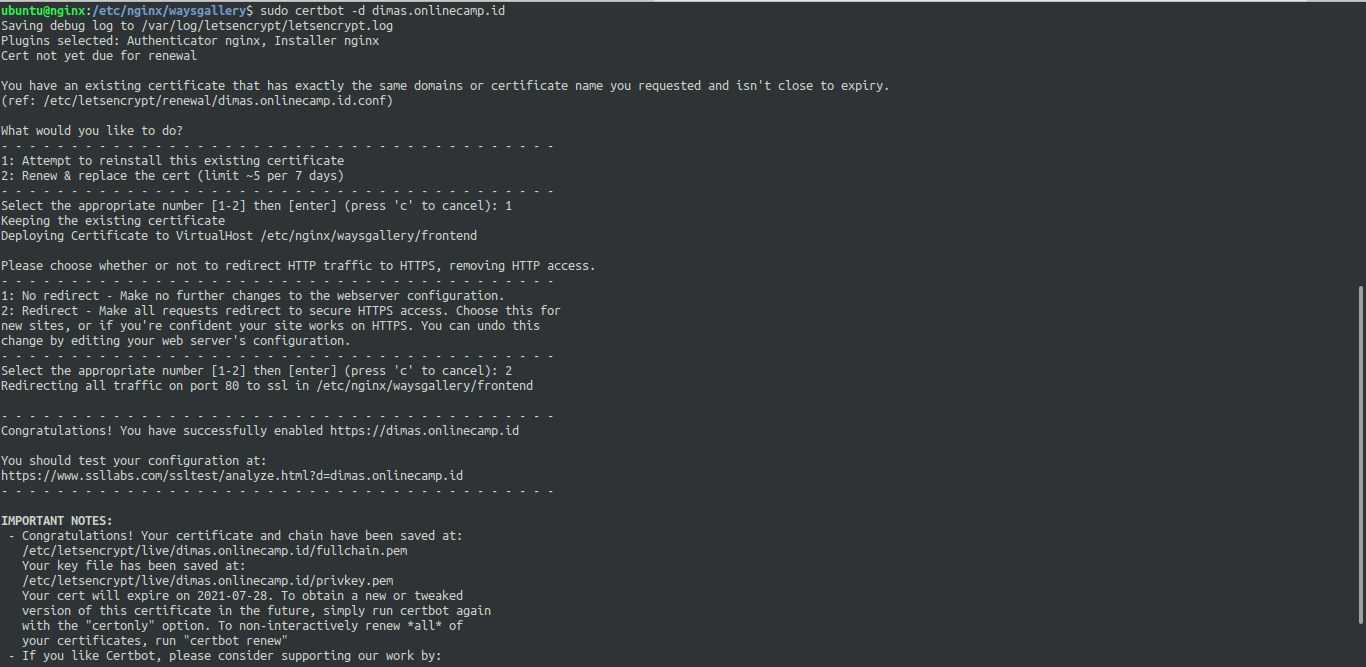 ubuntu@nginx:/etc/nginx/waysgallery$ sudo certbot -d dimas.onlinecamp.id
Saving debug log to /var/log/letsencrypt/letsencrypt.log
Plugins selected: Authenticator nginx, Installer nginx
Cert not yet due for renewal

You have an existing certificate that has exactly the same domains or certificate name you requested and isn't close to expiry.
(ref: /etc/letsencrypt/renewal/dimas.onlinecamp.id.conf)

What would you like to do?
- - - - - - - - - - - - - - - - - - - - - - - - - - - - - - - - - - - - - - - -
1: Attempt to reinstall this existing certificate
2: Renew & replace the cert (limit ~5 per 7 days)
- - - - - - - - - - - - - - - - - - - - - - - - - - - - - - - - - - - - - - - -
Select the appropriate number [1-2] then [enter] (press 'c' to cancel): 1
Keeping the existing certificate
Deploying Certificate to VirtualHost /etc/nginx/waysgallery/frontend

Please choose whether or not to redirect HTTP traffic to HTTPS, removing HTTP access.
- - - - - - - - - - - - - - - - - - - - - - - - - - - - - - - - - - - - - - - -
1: No redirect - Make no further changes to the webserver configuration.
2: Redirect - Make all requests redirect to secure HTTPS access. Choose this for
new sites, or if you're confident your site works on HTTPS. You can undo this
change by editing your web server's configuration.
- - - - - - - - - - - - - - - - - - - - - - - - - - - - - - - - - - - - - - - -
Select the appropriate number [1-2] then [enter] (press 'c' to cancel): 2
Redirecting all traffic on port 80 to ssl in /etc/nginx/waysgallery/frontend

- - - - - - - - - - - - - - - - - - - - - - - - - - - - - - - - - - - - - - - -
Congratulations! You have successfully enabled https://dimas.onlinecamp.id

You should test your configuration at:
https://www.ssllabs.com/ssltest/analyze.html?d=dimas.onlinecamp.id
- - - - - - - - - - - - - - - - - - - - - - - - - - - - - - - - - - - - - - - -

IMPORTANT NOTES:
 - Congratulations! Your certificate and chain have been saved at:
   /etc/letsencrypt/live/dimas.onlinecamp.id/fullchain.pem
   Your key file has been saved at:
   /etc/letsencrypt/live/dimas.onlinecamp.id/privkey.pem
   Your cert will expire on 2021-07-28. To obtain a new or tweaked
   version of this certificate in the future, simply run certbot again
   with the "certonly" option. To non-interactively renew *all* of
   your certificates, run "certbot renew"
 - If you like Certbot, please consider supporting our work by: